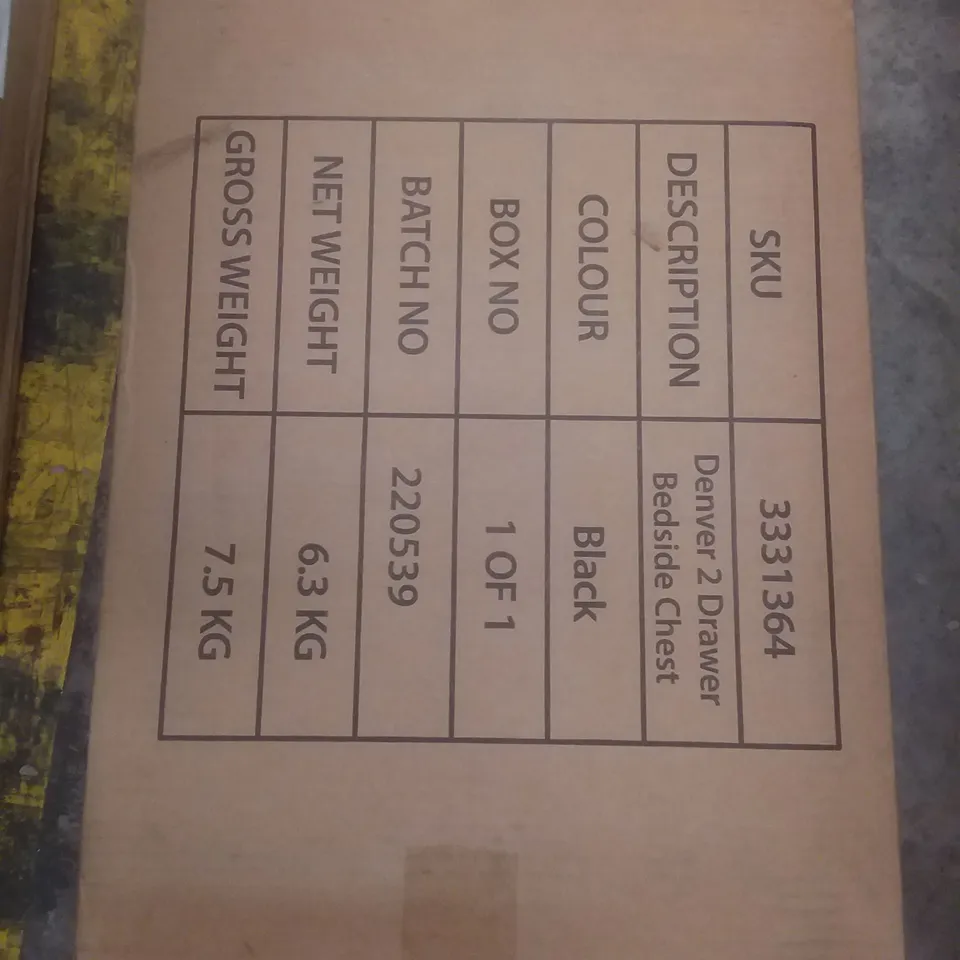 SKU 3331364
DESCRIPTION Denver 2 Drawer
Bedside Chest
COLOUR Black
BOX NO 1 OF 1
BATCH NO 220539
NET WEIGHT 6.3 KG
GROSS WEIGHT 7.5 KG